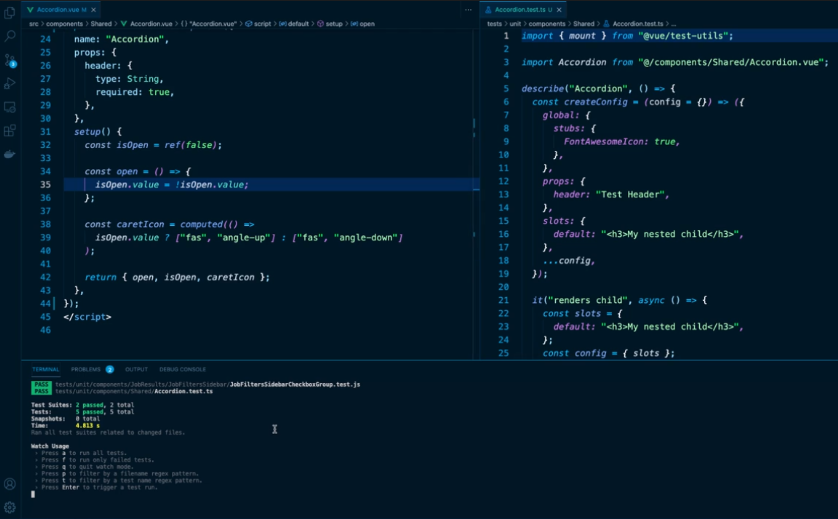 Accordion.vue M
src > components > Shared > Accordion.vue > {} "Accordion.vue" > script > default > setup > open
24 name: "Accordion",
25 props: {
26 header: {
27 type: String,
28 required: true,
29 },
30 },
31 setup() {
32 const isOpen = ref(false);
33
34 const open = () => {
35 isOpen.value = !isOpen.value;
36 };
37
38 const caretIcon = computed(() =>
39 isOpen.value ? ["fas", "angle-up"] : ["fas", "angle-down"]
40 );
41
42 return { open, isOpen, caretIcon };
43 },
44 });
45 </script>
46
Accordion.test.ts U
tests > unit > components > Shared > Accordion.test.ts > ...
1 import { mount } from "@vue/test-utils";
2
3 import Accordion from "@/components/Shared/Accordion.vue";
4
5 describe("Accordion", () => {
6 const createConfig = (config = {}) => ({
7 global: {
8 stubs: {
9 FontAwesomeIcon: true,
10 },
11 },
12 props: {
13 header: "Test Header",
14 },
15 slots: {
16 default: "<h3>My nested child</h3>",
17 },
18 ...config,
19 });
20
21 it("renders child", async () => {
22 const slots = {
23 default: "<h3>My nested child</h3>",
24 };
25 const config = { slots };
TERMINAL PROBLEMS 2 OUTPUT DEBUG CONSOLE
PASS tests/unit/components/JobResults/JobFiltersSidebar/JobFiltersSidebarCheckboxGroup.test.js
PASS tests/unit/components/Shared/Accordion.test.ts
Test Suites: 2 passed, 2 total
Tests: 5 passed, 5 total
Snapshots: 0 total
Time: 4.813 s
Ran all test suites related to changed files.
Watch Usage
› Press a to run all tests.
› Press f to run only failed tests.
› Press q to quit watch mode.
› Press p to filter by a filename regex pattern.
› Press t to filter by a test name regex pattern.
› Press Enter to trigger a test run.